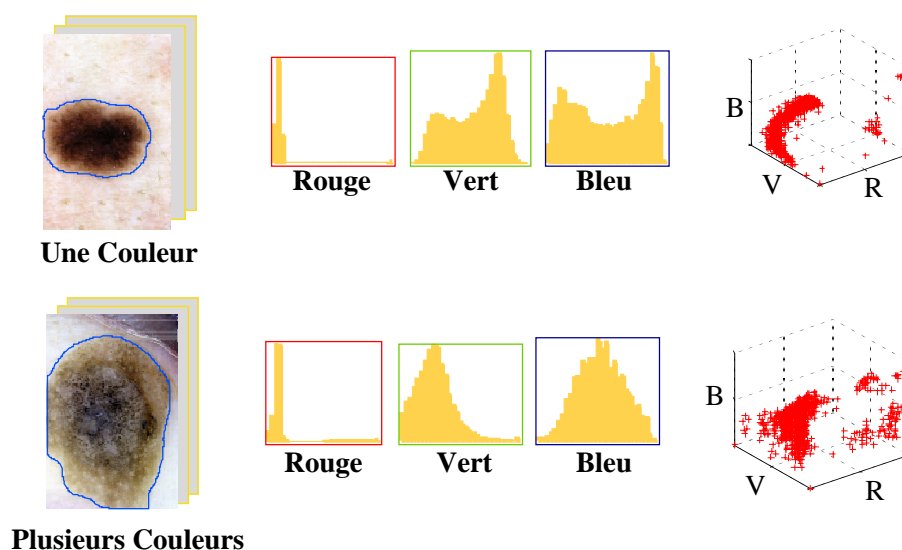 B
V
R
Rouge
Vert
Bleu
Une Couleur
B
V
R
Rouge
Vert
Bleu
Plusieurs Couleurs